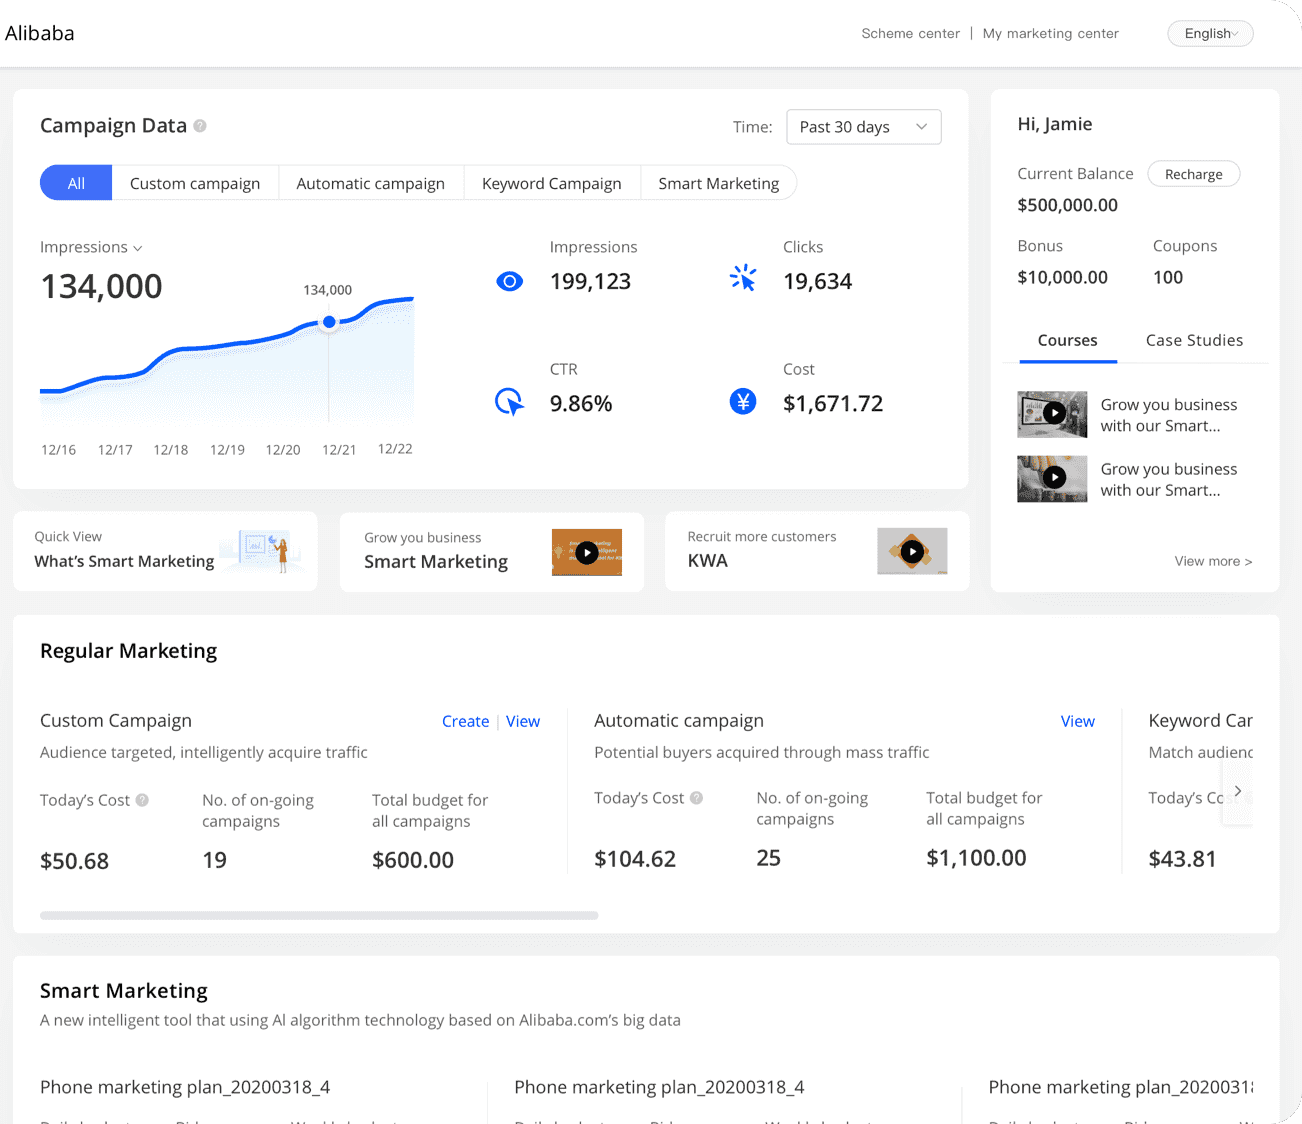 Alibaba
Scheme center | My marketing center
English
Campaign Data
Time:
Past 30 days
All
Custom campaign
Automatic campaign
Keyword Campaign
Smart Marketing
Impressions
134,000
134,000
12/16
12/17
12/18
12/19
12/20
12/21
12/22
Impressions
199,123
Clicks
19,634
CTR
9.86%
Cost
$1,671.72
Hi, Jamie
Current Balance
Recharge
$500,000.00
Bonus
$10,000.00
Coupons
100
Courses
Case Studies
Grow you business
with our Smart...
Grow you business
with our Smart...
View more >
Quick View
What's Smart Marketing
Grow you business
Smart Marketing
Recruit more customers
KWA
Regular Marketing
Custom Campaign
Create | View
Audience targeted, intelligently acquire traffic
Today's Cost
$50.68
No. of on-going
campaigns
19
Total budget for
all campaigns
$600.00
Automatic campaign
View
Potential buyers acquired through mass traffic
Today's Cost
$104.62
No. of on-going
campaigns
25
Total budget for
all campaigns
$1,100.00
Keyword Car
Match audienc
Today's Co
$43.81
Smart Marketing
A new intelligent tool that using AI algorithm technology based on Alibaba.com's big data
Phone marketing plan_20200318_4
Phone marketing plan_20200318_4
Phone marketing plan_2020031